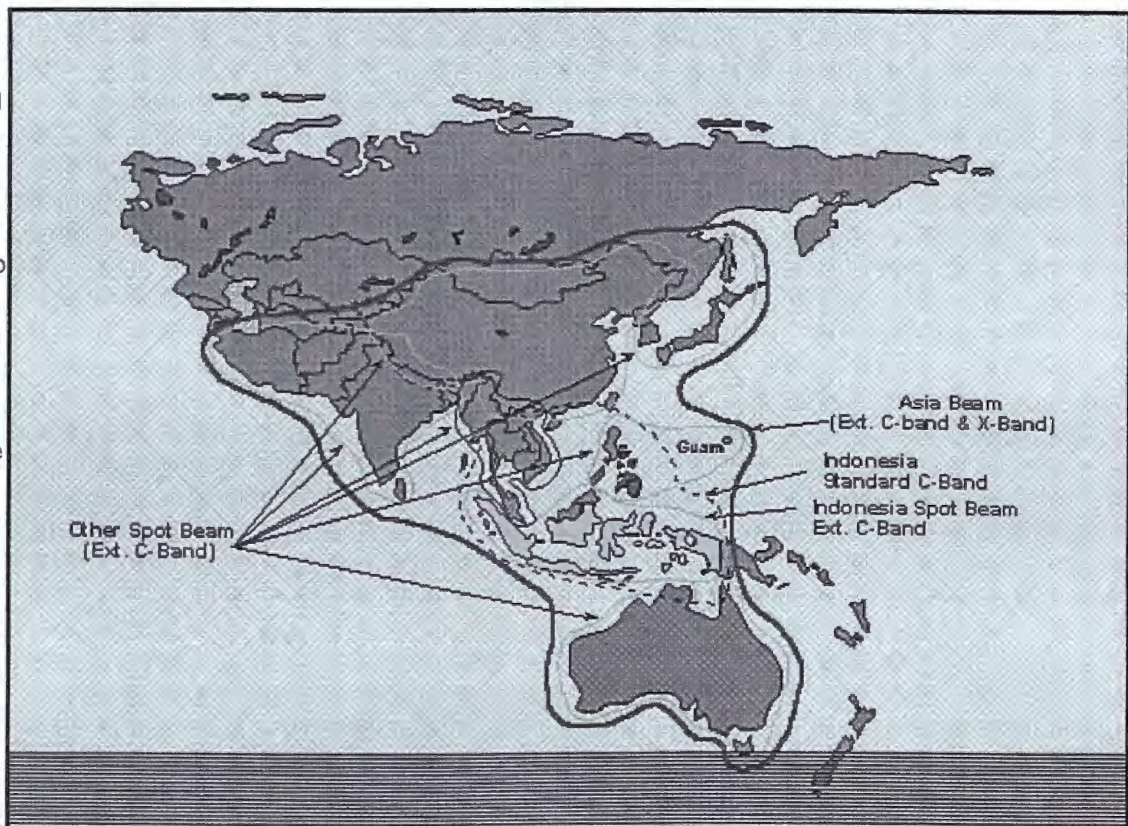 Asia Beam
(Ext. C-band & X-Band)
Guam
Indonesia
Standard C-Band
Indonesia Spot Beam
Ext. C-Band
Other Spot Beam
(Ext. C-Band)